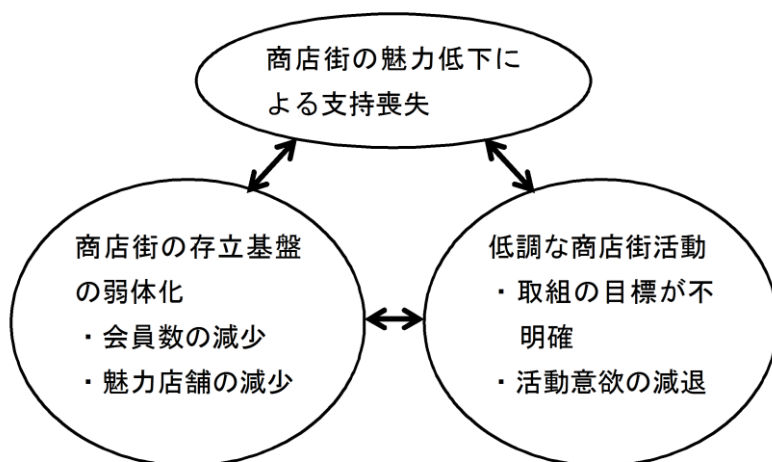 商店街の魅力低下に
よる支持喪失
商店街の存立基盤
の弱体化
・会員数の減少
・魅力店舗の減少
低調な商店街活動
・取組の目標が不
明確
・活動意欲の減退